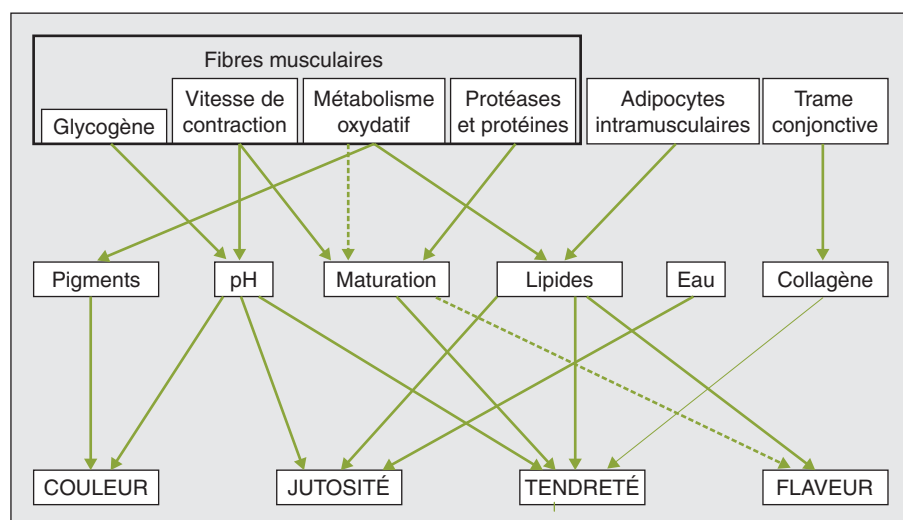 Fibres musculaires
Glycogène
Vitesse de
contraction
Métabolisme
oxydatif
Protéases
et protéines
Adipocytes
intramusculaires
Trame
conjonctive
Pigments
pH
Maturation
Lipides
Eau
Collagène
COULEUR
JUTOSITÉ
TENDRETÉ
FLAVEUR